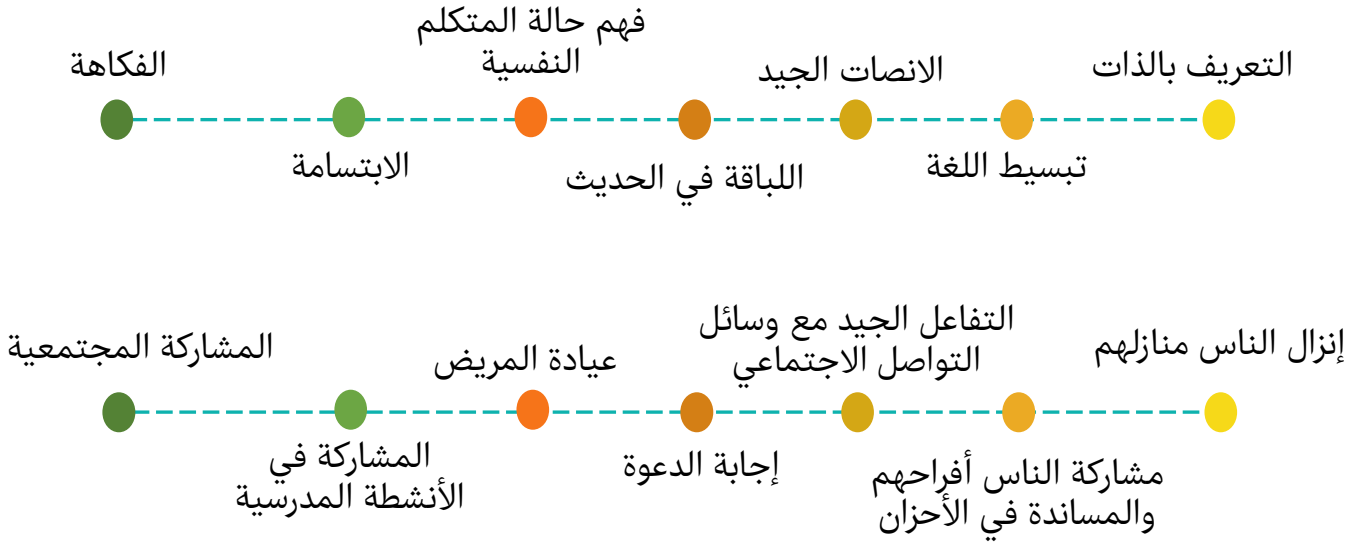 التعريف بالذات
تبسيط اللغة
الانصات الجيد
اللباقة في الحديث
فهم حالة المتكلم
النفسية
الابتسامة
الفكاهة
إنزال الناس منازلهم
مشاركة الناس أفراحهم
والمساندة في الأحزان
التفاعل الجيد مع وسائل
التواصل الاجتماعي
إجابة الدعوة
عيادة المريض
المشاركة في
الأنشطة المدرسية
المشاركة المجتمعية